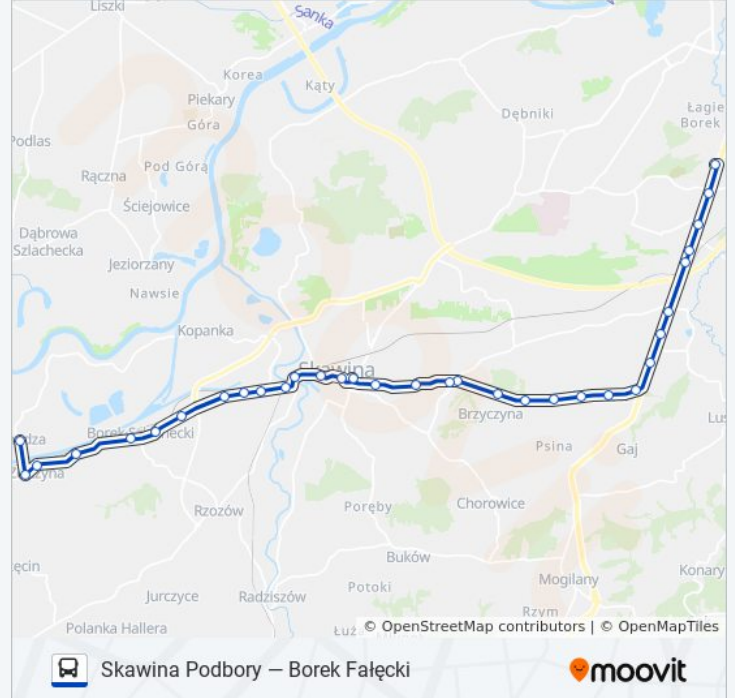 Liszki
Sanka
Korea
Kąty
Piekary
Góra
Dębniki
Łagie
Borek
Podlas
Pod Górą
Rączna
Ściejowice
Dąbrowa
Szlachecka
Jeziorzany
Nawsie
Kopanka
Skawina
Borek
Brzyczyna
Psina
Gaj
Lus
Rzozów
Poręby
Chorowice
Buków
ęcin
Mogilany
Konary
Potoki
Jurczyce
Radziszów
Rzym
Polanka Hallera
Łuż
© OpenStreetMap contributors | © OpenMapTiles
Skawina Podbory — Borek Fałęcki
moovit